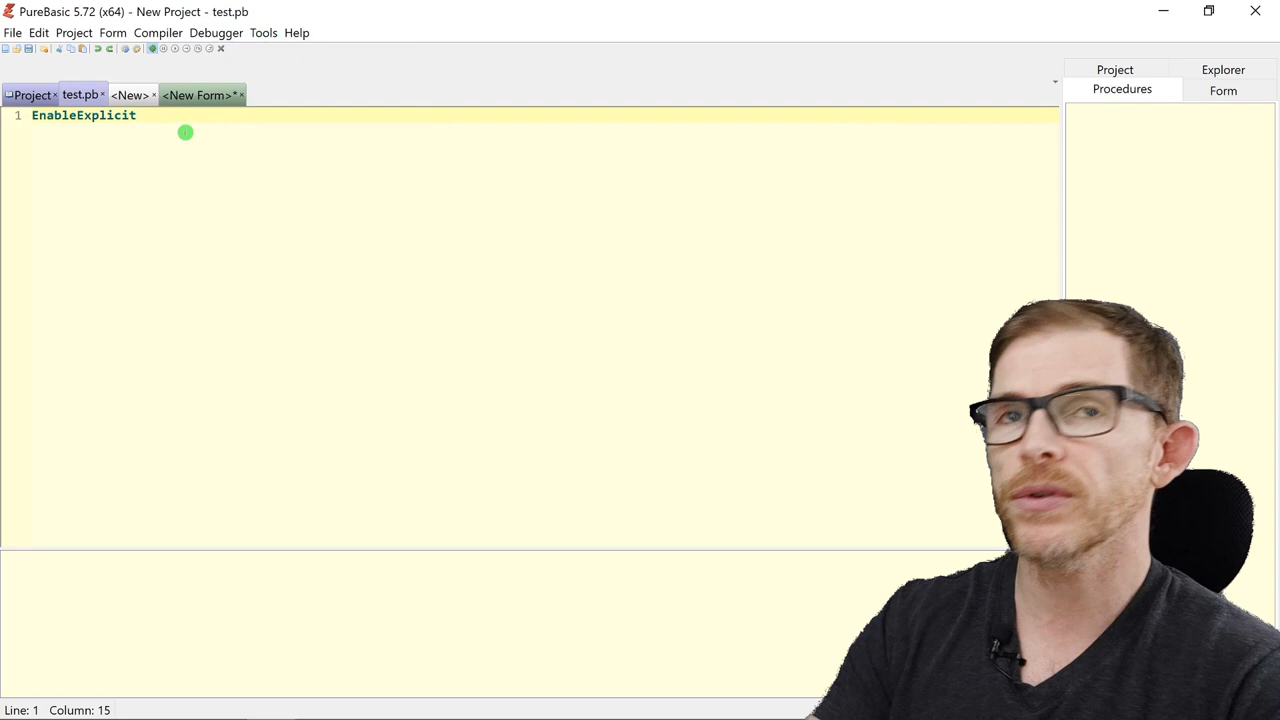 PureBasic 5.72 (x64) - New Project - test.pb
File Edit Project Form Compiler Debugger Tools Help
Project Explorer
Procedures Form
Project test.pb <New> <New Form>*
1 EnableExplicit
Line: 1 Column: 15